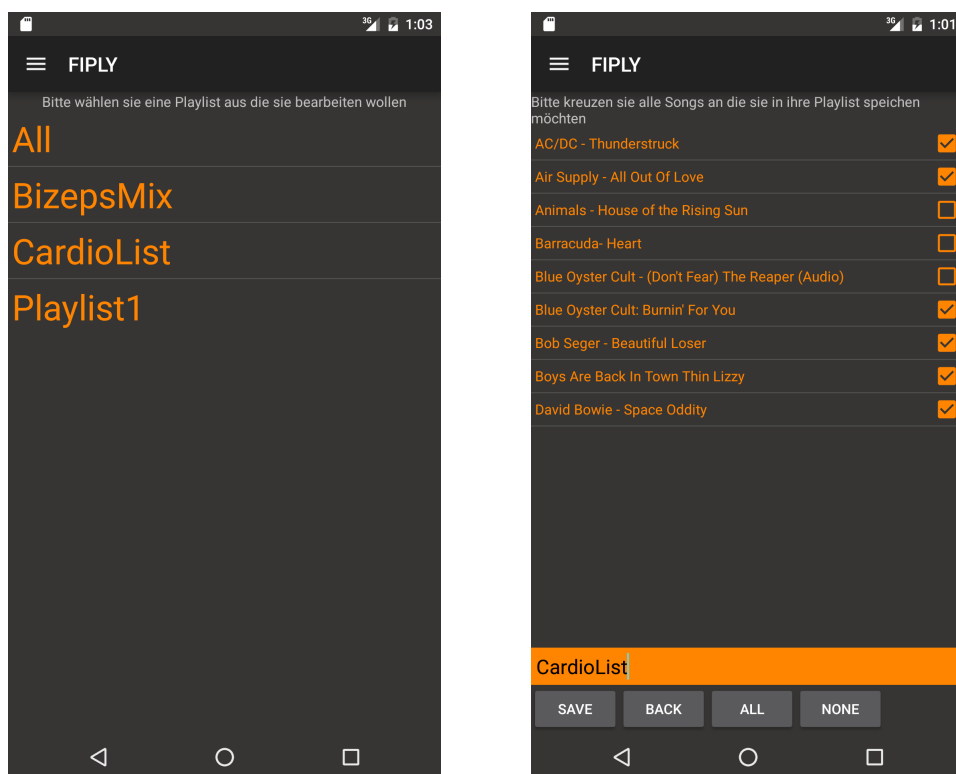 3G 1:03
FIPLY
Bitte wählen sie eine Playlist aus die sie bearbeiten wollen
All
BizepsMix
CardioList
Playlist1
3G 1:01
FIPLY
Bitte kreuzen sie alle Songs an die sie in ihre Playlist speichen
möchten
AC/DC - Thunderstruck
Air Supply - All Out Of Love
Animals - House of the Rising Sun
Barracuda- Heart
Blue Oyster Cult - (Don't Fear) The Reaper (Audio)
Blue Oyster Cult: Burnin' For You
Bob Seger - Beautiful Loser
Boys Are Back In Town Thin Lizzy
David Bowie - Space Oddity
CardioList
SAVE BACK ALL NONE